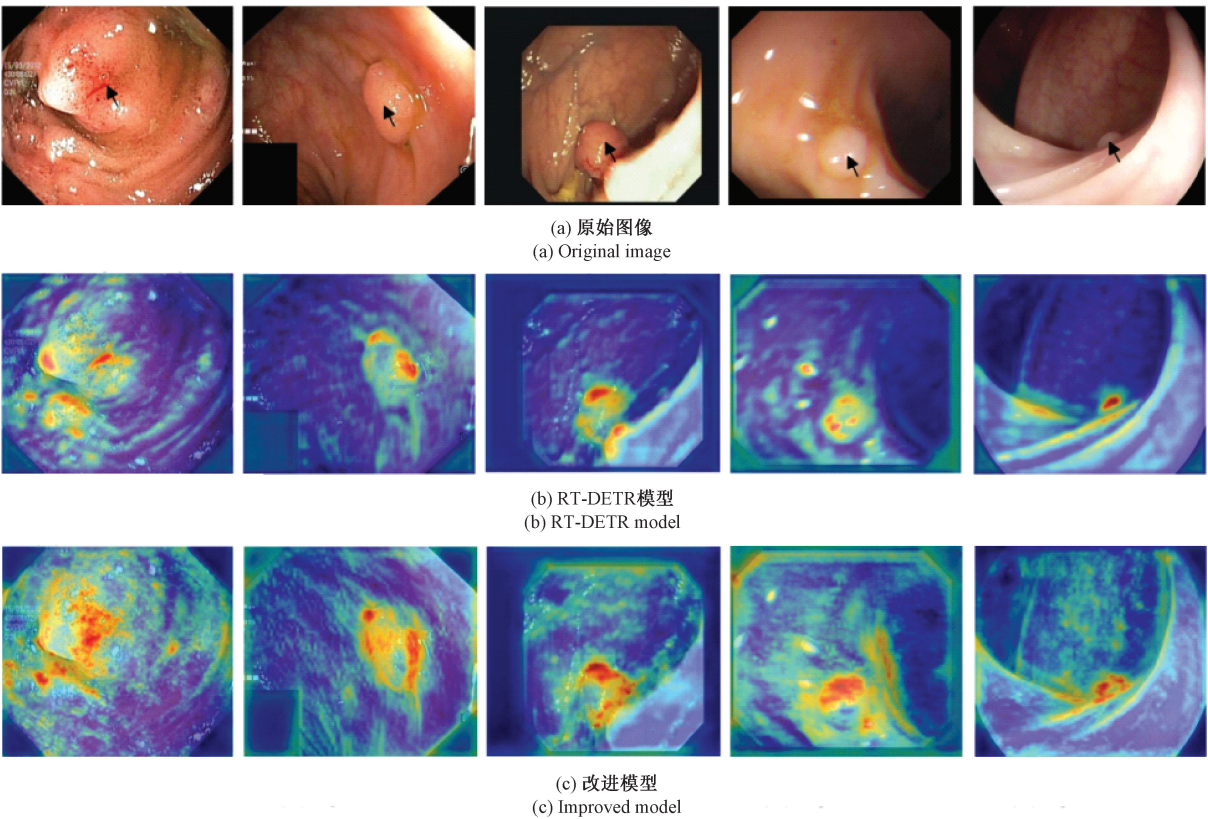 (a) 原始图像
(a) Original image
(b) RT-DETR模型
(b) RT-DETR model
(c) 改进模型
(c) Improved model